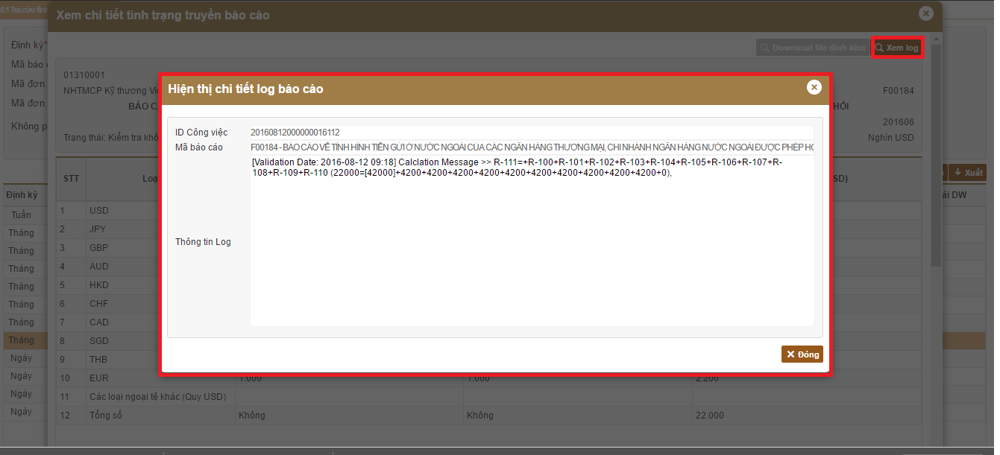 8.1 Tra cứu tình
Xem chi tiết tình trạng truyền báo cáo
Định kỳ*
Mã báo
Mã đơn
Mã đơn
Không p
Download file đính kèm
Xem log
01310001
NHTMCP Kỹ thương Vi
F00184
BÁO C
HỐI
201606
Trạng thái: Kiểm tra khô
Nghìn USD
Hiện thị chi tiết log báo cáo
ID Công việc
20160812000000016112
Mã báo cáo
F00184 - BÁO CÁO VỀ TÌNH HÌNH TIỀN GỬI Ở NƯỚC NGOÀI CỦA CÁC NGÂN HÀNG THƯƠNG MẠI, CHI NHÁNH NGÂN HÀNG NƯỚC NGOÀI ĐƯỢC PHÉP HO
Thông tin Log
[Validation Date: 2016-08-12 09:18] Calclation Message >> R-111=+R-100+R-101+R-102+R-103+R-104+R-105+R-106+R-107+R-
108+R-109+R-110 (22000=[42000]+4200+4200+4200+4200+4200+4200+4200+4200+4200+4200+0),
Đóng
Xuất
STT
Loạ
SD)
Định kỳ
ái DW
Tuần
Tháng
Tháng
Tháng
Tháng
Tháng
Tháng
Tháng
Ngày
Ngày
Ngày
Ngày
1 USD
2 JPY
3 GBP
4 AUD
5 HKD
6 CHF
7 CAD
8 SGD
9 THB
10 EUR 1.000 1.000 2.200
11 Các loại ngoại tệ khác (Quy USD)
12 Tổng số Không Không 22.000